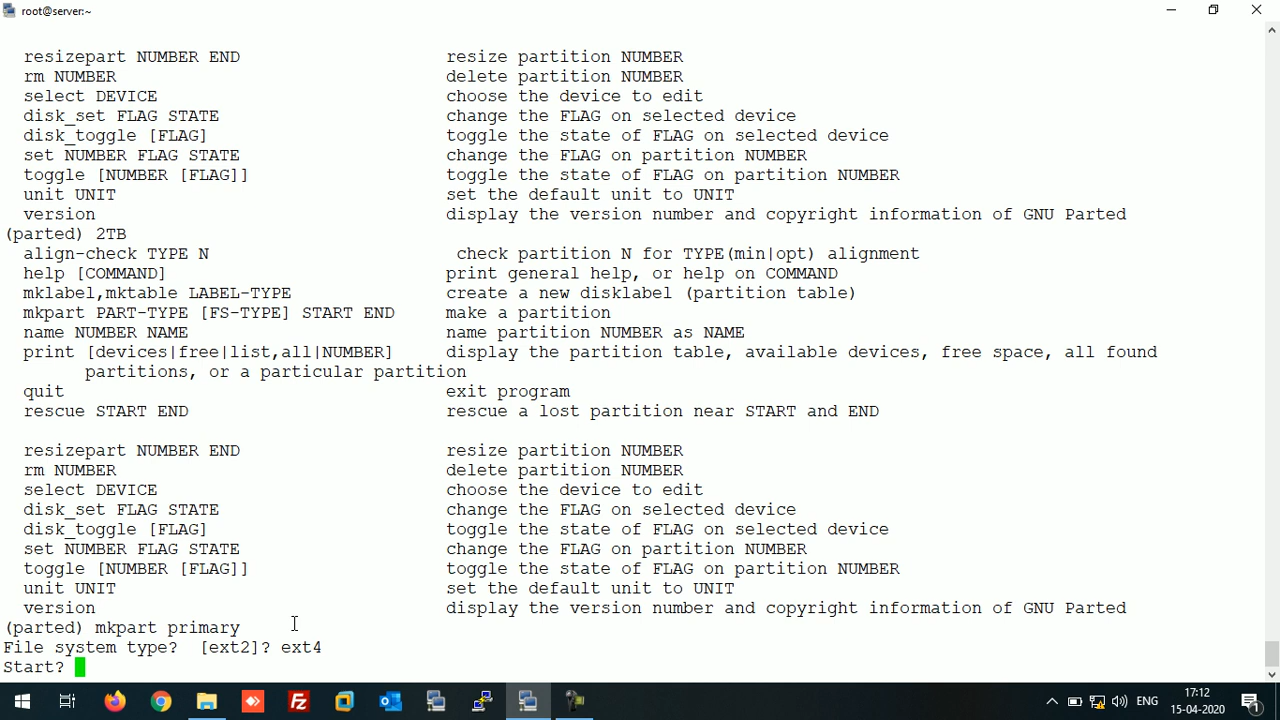 root@server:~
resizepart NUMBER END resize partition NUMBER
rm NUMBER delete partition NUMBER
select DEVICE choose the device to edit
disk_set FLAG STATE change the FLAG on selected device
disk_toggle [FLAG] toggle the state of FLAG on selected device
set NUMBER FLAG STATE change the FLAG on partition NUMBER
toggle [NUMBER [FLAG]] toggle the state of FLAG on partition NUMBER
unit UNIT set the default unit to UNIT
version display the version number and copyright information of GNU Parted
(parted) 2TB
align-check TYPE N check partition N for TYPE(min|opt) alignment
help [COMMAND] print general help, or help on COMMAND
mklabel,mktable LABEL-TYPE create a new disklabel (partition table)
mkpart PART-TYPE [FS-TYPE] START END make a partition
name NUMBER NAME name partition NUMBER as NAME
print [devices|free|list,all|NUMBER] display the partition table, available devices, free space, all found
partitions, or a particular partition
quit exit program
rescue START END rescue a lost partition near START and END
resizepart NUMBER END resize partition NUMBER
rm NUMBER delete partition NUMBER
select DEVICE choose the device to edit
disk_set FLAG STATE change the FLAG on selected device
disk_toggle [FLAG] toggle the state of FLAG on selected device
set NUMBER FLAG STATE change the FLAG on partition NUMBER
toggle [NUMBER [FLAG]] toggle the state of FLAG on partition NUMBER
unit UNIT set the default unit to UNIT
version display the version number and copyright information of GNU Parted
(parted) mkpart primary
File system type? [ext2]? ext4
Start?
ENG
17:12
15-04-2020
1